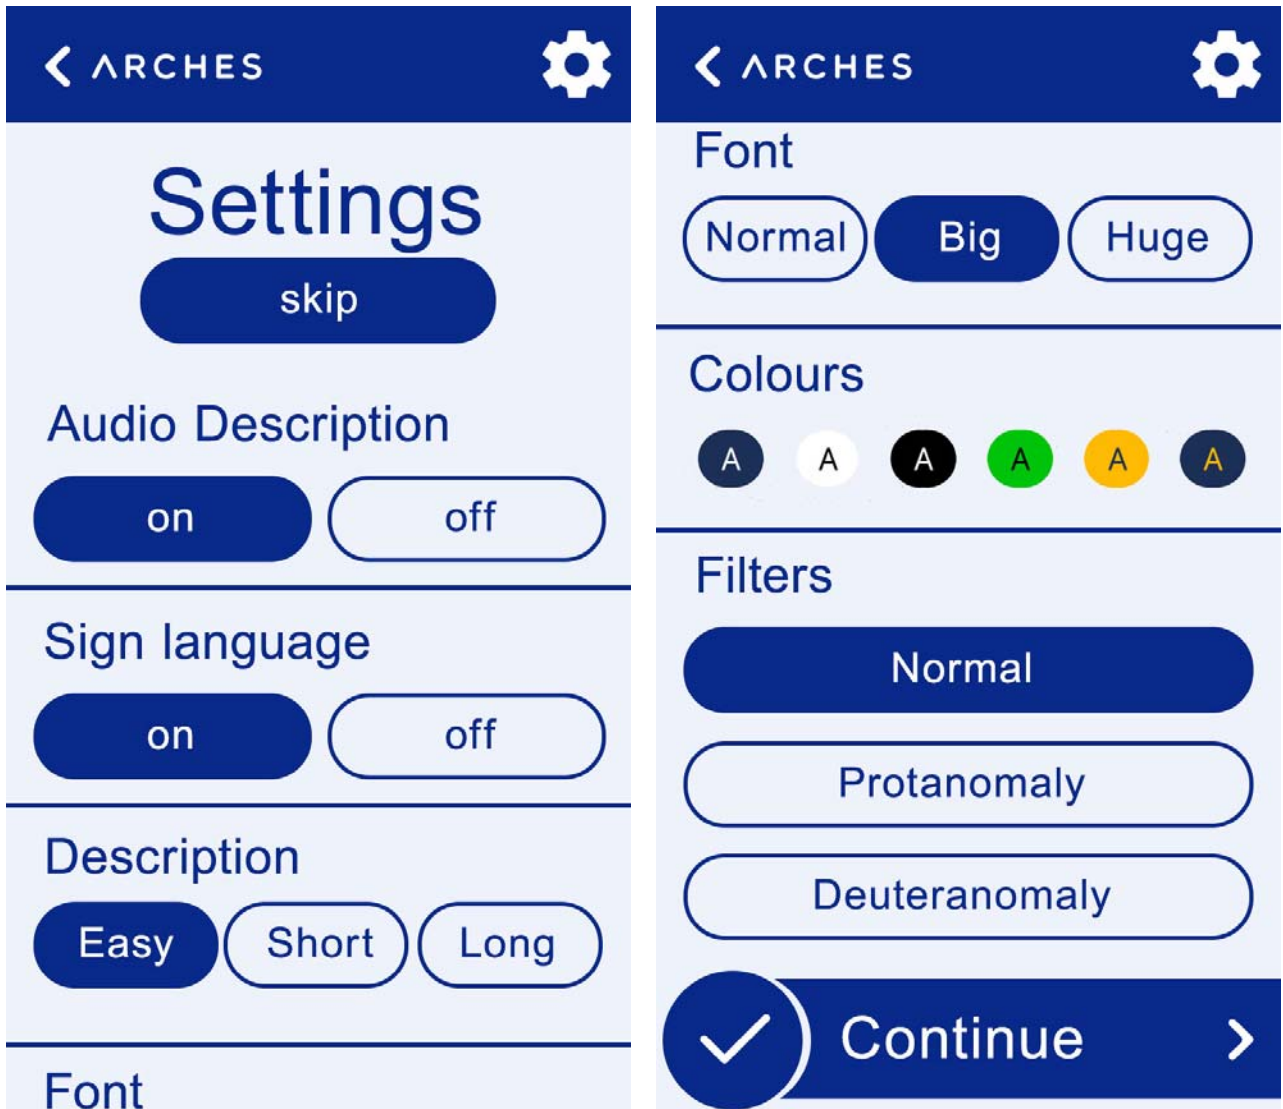 ARCHES
Settings
skip
Audio Description
on off
Sign language
on off
Description
Easy Short Long
Font
ARCHES
Font
Normal Big Huge
Colours
A A A A A A
Filters
Normal
Protanomaly
Deuteranomaly
Continue